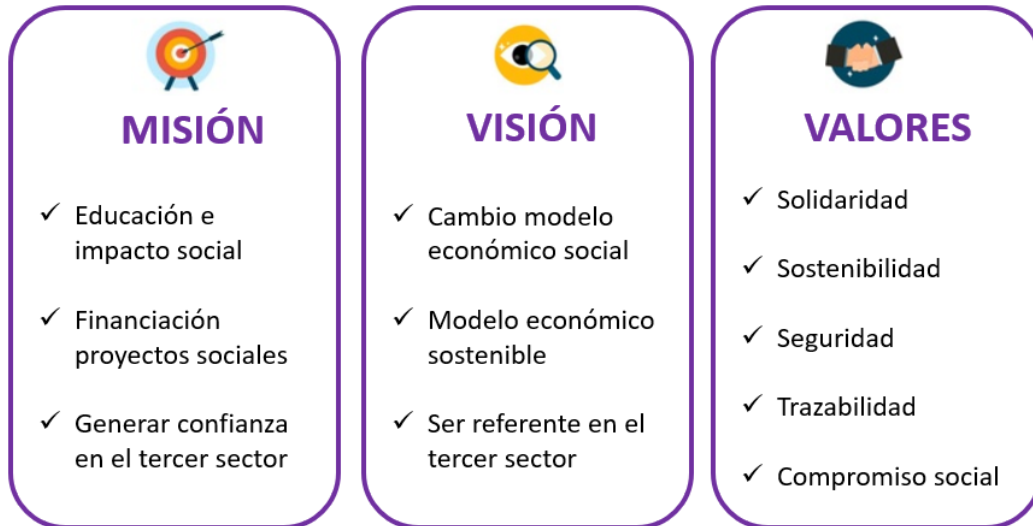 MISIÓN
✓ Educación e
impacto social
✓ Financiación
proyectos sociales
✓ Generar confianza
en el tercer sector
VISIÓN
✓ Cambio modelo
económico social
✓ Modelo económico
sostenible
✓ Ser referente en el
tercer sector
VALORES
✓ Solidaridad
✓ Sostenibilidad
✓ Seguridad
✓ Trazabilidad
✓ Compromiso social